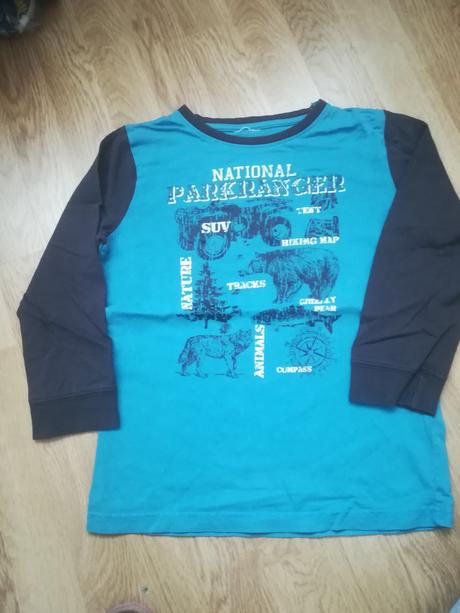 NATIONAL
PARKRANGER
TENT
SUV
HIKING MAP
NATURE
TRACKS
GRIZZLY
BEAR
ANIMALS
COMPASS